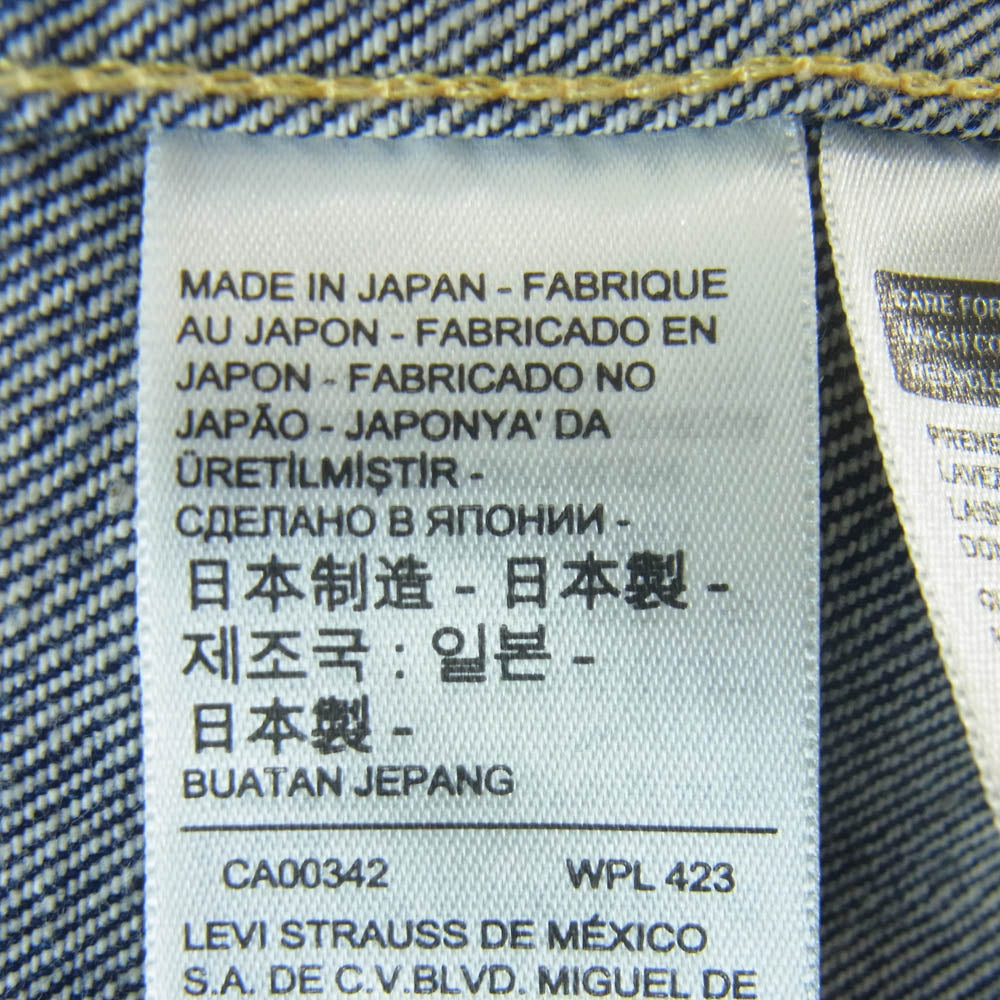 MADE IN JAPAN - FABRIQUE
AU JAPON - FABRICADO EN
JAPON - FABRICADO NO
JAPÃO - JAPONYA' DA
ÜRETİLMİŞTİR -
СДЕЛАНО В ЯПОНИИ -
日本制造 - 日本製 -
제조국 : 일본 -
日本製 -
BUATAN JEPANG
CA00342 WPL 423
LEVI STRAUSS DE MÉXICO
S.A. DE C.V.BLVD. MIGUEL DE
CARE FOR